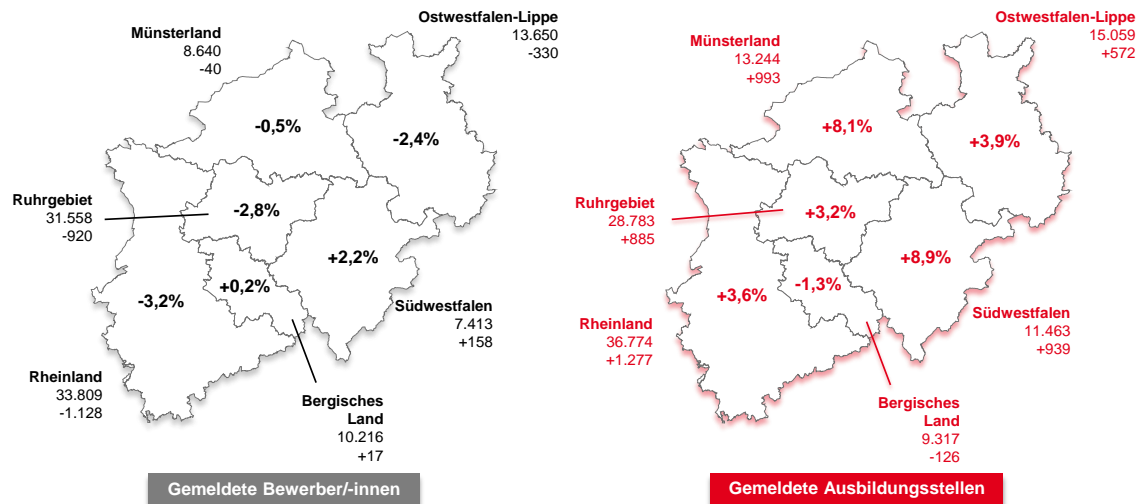 Ostwestfalen-Lippe
13.650
-330
Münsterland
8.640
-40
-0,5%
-2,4%
Ruhrgebiet
31.558
-920
-2,8%
+2,2%
+0,2%
-3,2%
Südwestfalen
7.413
+158
Rheinland
33.809
-1.128
Bergisches
Land
10.216
+17
Gemeldete Bewerber/-innen
Ostwestfalen-Lippe
15.059
+572
Münsterland
13.244
+993
+8,1%
+3,9%
Ruhrgebiet
28.783
+885
+3,2%
+8,9%
-1,3%
+3,6%
Südwestfalen
11.463
+939
Rheinland
36.774
+1.277
Bergisches
Land
9.317
-126
Gemeldete Ausbildungsstellen